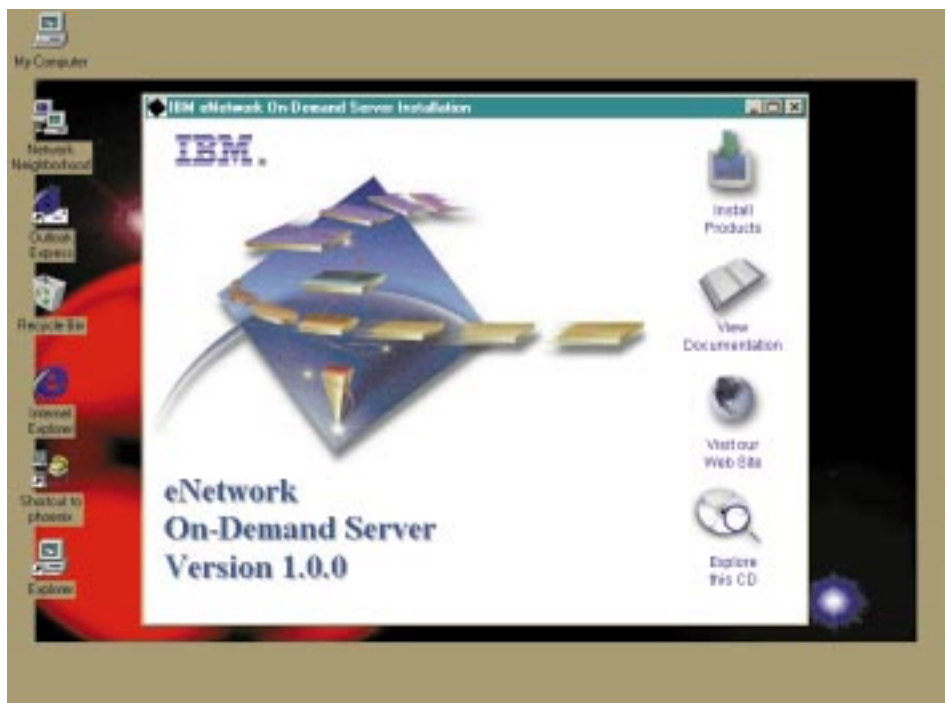 My Computer
Network
Neighborhood
Outlook
Express
Recycle Bin
Internet
Explorer
Shortcut to
phoenix
Explorer
IBM eNetwork On-Demand Server Installation
IBM.
eNetwork
On-Demand Server
Version 1.0.0
Install
Products
View
Documentation
Visit our
Web Site
Explore
this CD